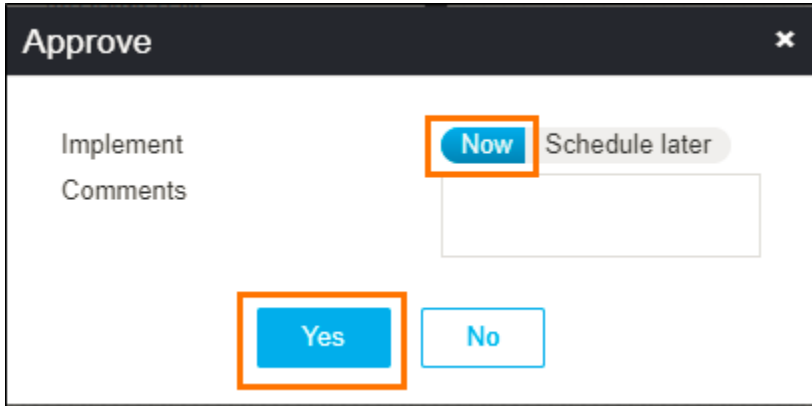 Approve
Implement Now Schedule later
Comments
Yes No